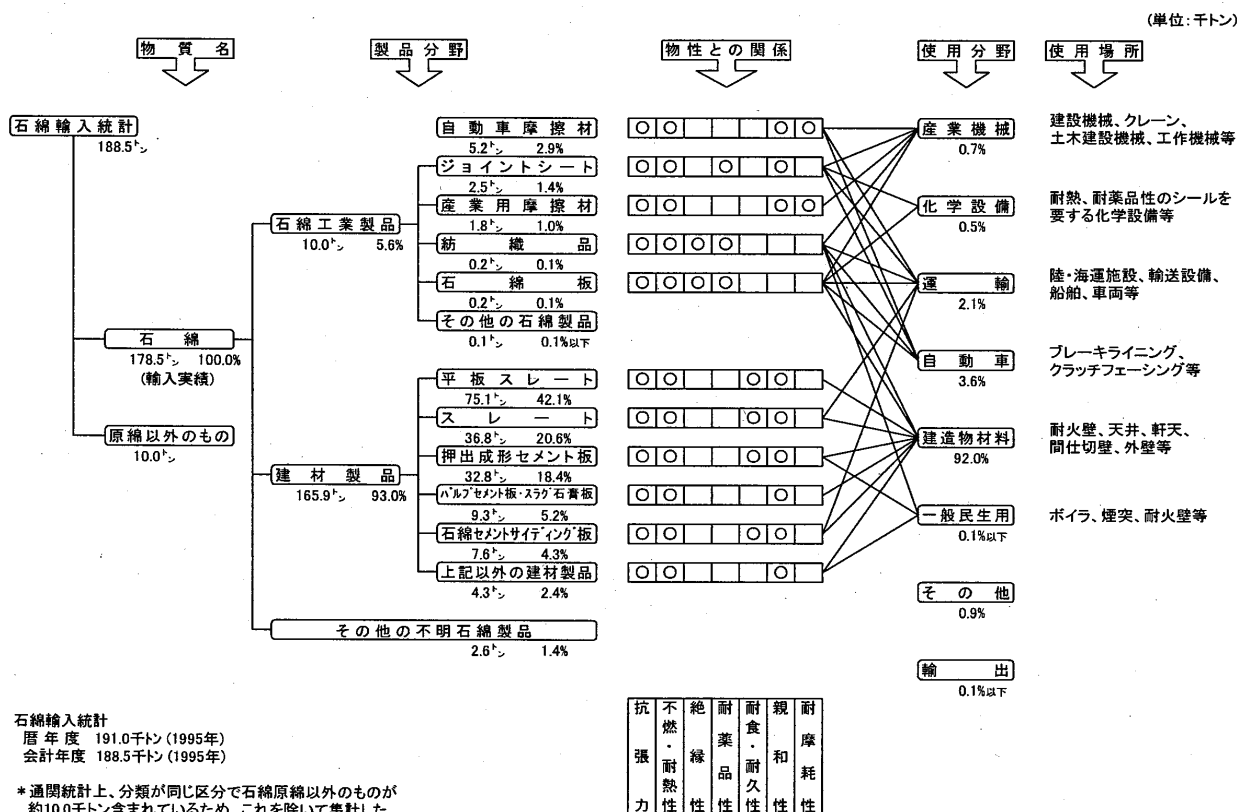 (単位:千トン)
物質名
製品分野
物性との関係
使用分野
使用場所
石綿輸入統計
188.5トン
石綿
178.5トン 100.0%
(輸入実績)
原綿以外のもの
10.0トン
石綿工業製品
10.0トン 5.6%
建材製品
165.9トン 93.0%
自動車摩擦材
5.2トン 2.9%
ジョイントシート
2.5トン 1.4%
産業用摩擦材
1.8トン 1.0%
紡織品
0.2トン 0.1%
石綿板
0.2トン 0.1%
その他の石綿製品
0.1トン 0.1%以下
平板スレート
75.1トン 42.1%
スレート
36.8トン 20.6%
押出成形セメント板
32.8トン 18.4%
パルプセメント板・スラグ石膏板
9.3トン 5.2%
石綿セメントサイディング板
7.6トン 4.3%
上記以外の建材製品
4.3トン 2.4%
その他の不明石綿製品
2.6トン 1.4%
○○ ○○
○○ ○ ○
○○ ○○
○○○○
○○○○
○○ ○○
○○ ○○
○○ ○○
○○ ○
○○ ○○
○○ ○
産業機械
0.7%
化学設備
0.5%
運輸
2.1%
自動車
3.6%
建造物材料
92.0%
一般民生用
0.1%以下
その他
0.9%
輸出
0.1%以下
建設機械、クレーン、
土木建設機械、工作機械等
耐熱、耐薬品性のシールを
要する化学設備等
陸・海運施設、輸送設備、
船舶、車両等
ブレーキライニング、
クラッチフェーシング等
耐火壁、天井、軒天、
間仕切壁、外壁等
ボイラ、煙突、耐火壁等
抗張力
不燃・耐熱性
絶縁性
耐薬品性
耐食・耐久性
親和性
耐摩耗性
石綿輸入統計
暦年度 191.0千トン(1995年)
会計年度 188.5千トン(1995年)
*通関統計上、分類が同じ区分で石綿原綿以外のものが
約10.0千トン含まれているため、これを除いて集計した